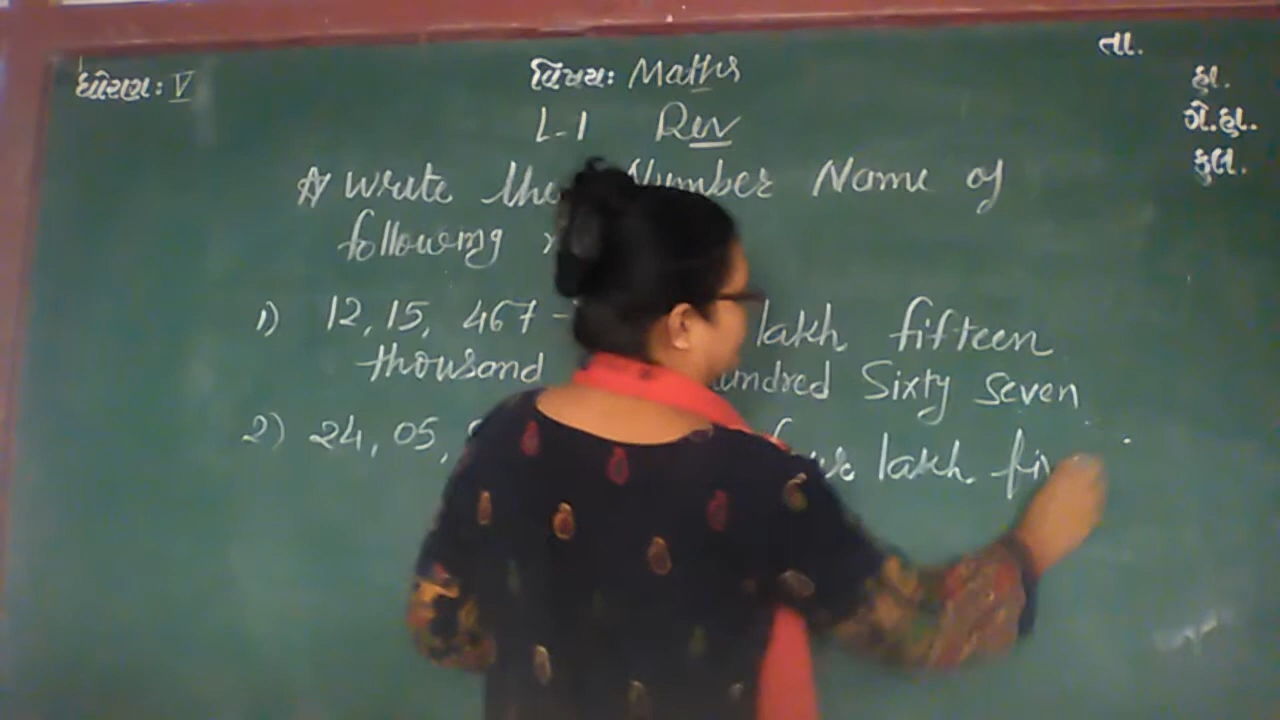 ધોરણ: V
વિષય: Maths
તા.
હા.
ગે.હા.
કુલ.
L-1 Rev
☆ Write the Number Name of
following
1) 12, 15, 467 - lakh fifteen
thousand hundred Sixty Seven
2) 24, 05, lakh